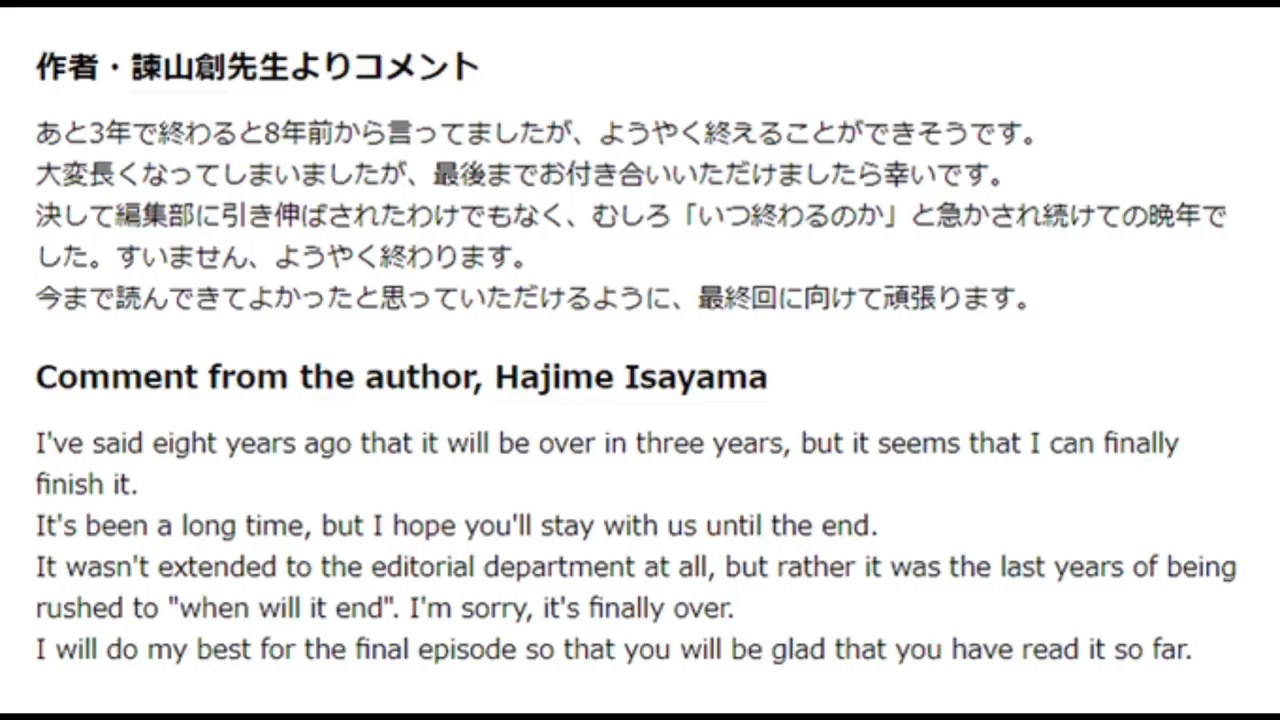 作者・諫山創先生よりコメント
あと3年で終わると8年前から言ってましたが、ようやく終えることができそうです。
大変長くなってしまいましたが、最後までお付き合いいただけましたら幸いです。
決して編集部に引き伸ばされたわけでもなく、むしろ「いつ終わるのか」と急かされ続けての晩年で
した。すいません、ようやく終わります。
今まで読んできてよかったと思っていただけるように、最終回に向けて頑張ります。
Comment from the author, Hajime Isayama
I've said eight years ago that it will be over in three years, but it seems that I can finally
finish it.
It's been a long time, but I hope you'll stay with us until the end.
It wasn't extended to the editorial department at all, but rather it was the last years of being
rushed to "when will it end". I'm sorry, it's finally over.
I will do my best for the final episode so that you will be glad that you have read it so far.